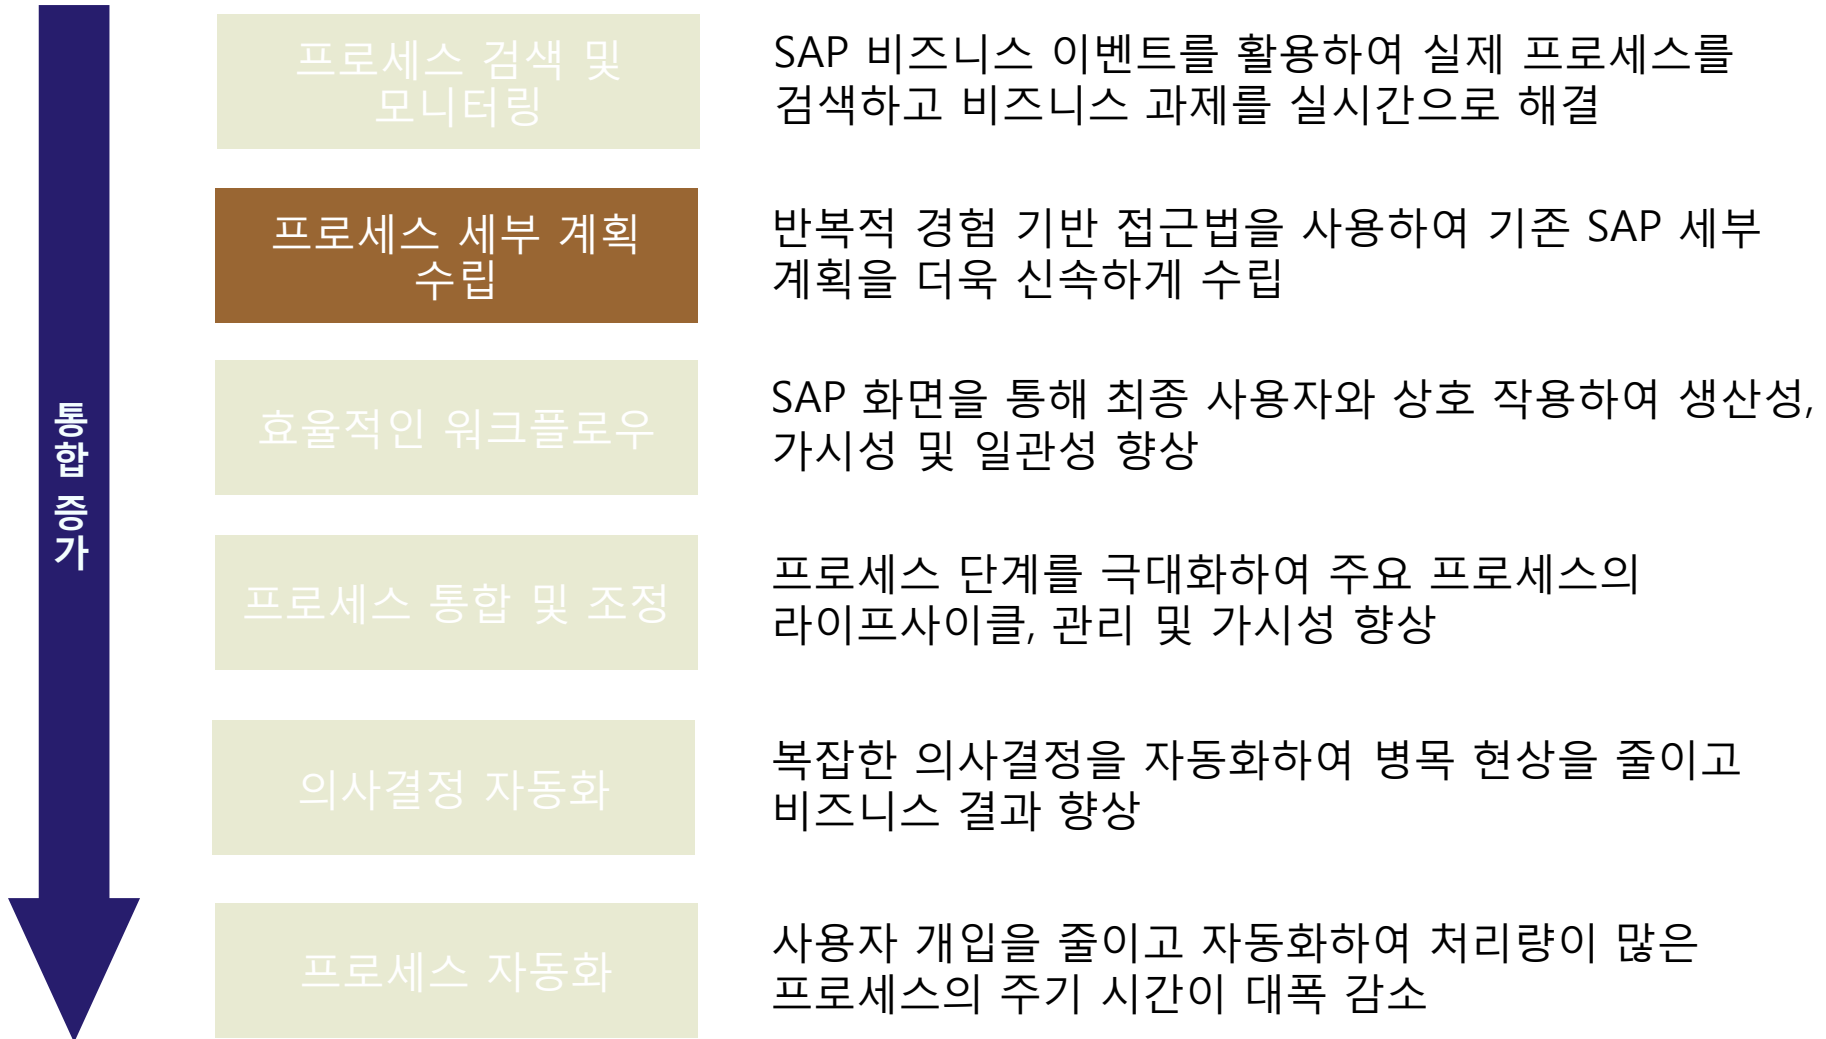 프로세스 검색 및
모니터링
SAP 비즈니스 이벤트를 활용하여 실제 프로세스를
검색하고 비즈니스 과제를 실시간으로 해결
프로세스 세부 계획
수립
반복적 경험 기반 접근법을 사용하여 기존 SAP 세부
계획을 더욱 신속하게 수립
통합 증가
효율적인 워크플로우
SAP 화면을 통해 최종 사용자와 상호 작용하여 생산성,
가시성 및 일관성 향상
프로세스 통합 및 조정
프로세스 단계를 극대화하여 주요 프로세스의
라이프사이클, 관리 및 가시성 향상
의사결정 자동화
복잡한 의사결정을 자동화하여 병목 현상을 줄이고
비즈니스 결과 향상
프로세스 자동화
사용자 개입을 줄이고 자동화하여 처리량이 많은
프로세스의 주기 시간이 대폭 감소